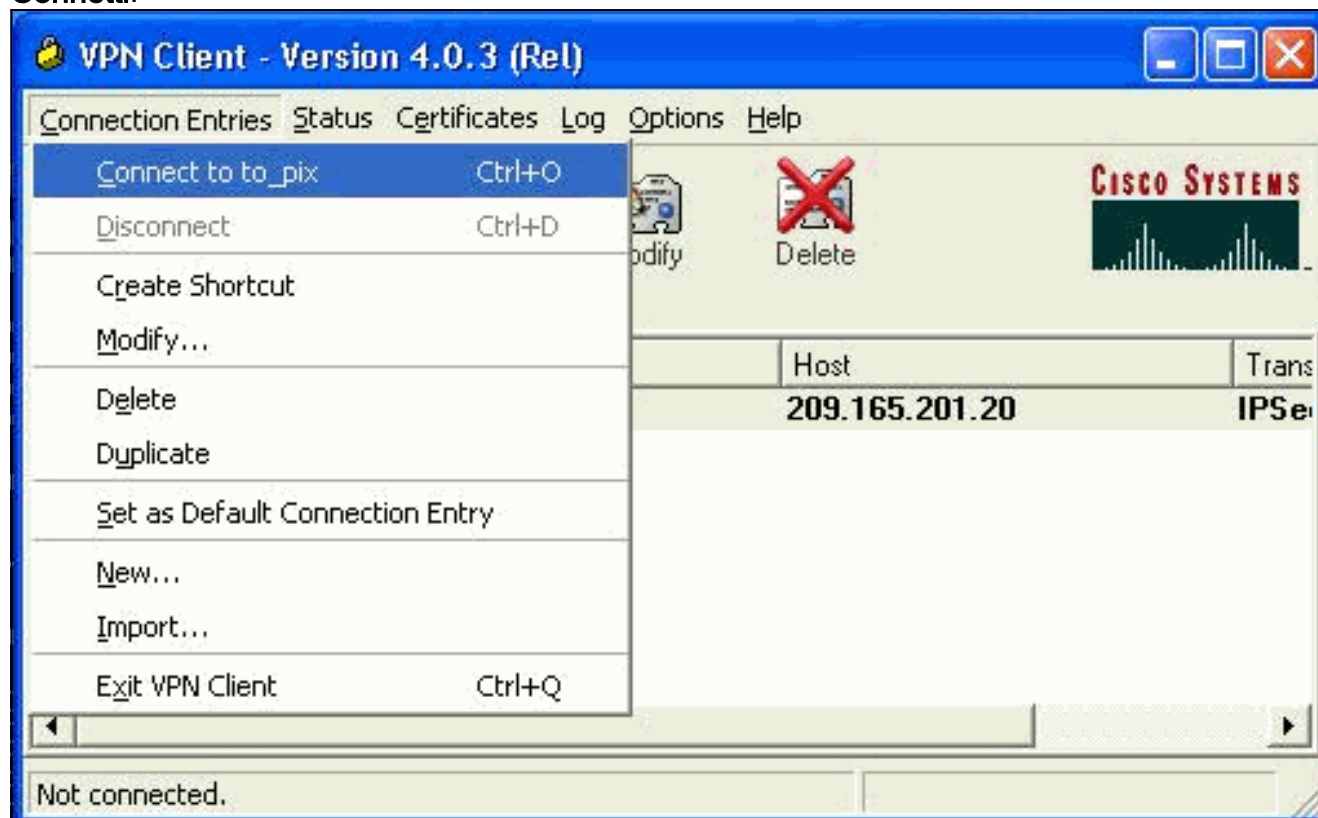 VPN Client - Version 4.0.3 (Rel)
Connection Entries Status Certificates Log Options Help
Connect to to_pix Ctrl+O
Disconnect Ctrl+D
Create Shortcut
Modify...
Delete
Duplicate
Set as Default Connection Entry
New...
Import...
Exit VPN Client Ctrl+Q
odify
Delete
CISCO SYSTEMS
Host Trans
209.165.201.20 IPSe
Not connected.